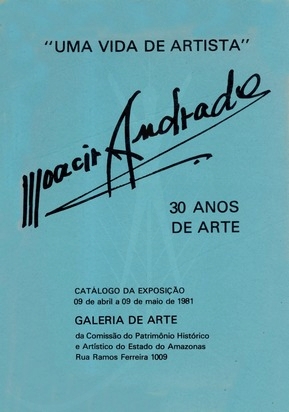 "UMA VIDA DE ARTISTA"
Moacir Andrade
30 ANOS
DE ARTE
CATÁLOGO DA EXPOSIÇÃO
09 de abril a 09 de maio de 1981
GALERIA DE ARTE
da Comissão do Patrimônio Histórico
e Artístico do Estado do Amazonas
Rua Ramos Ferreira 1009